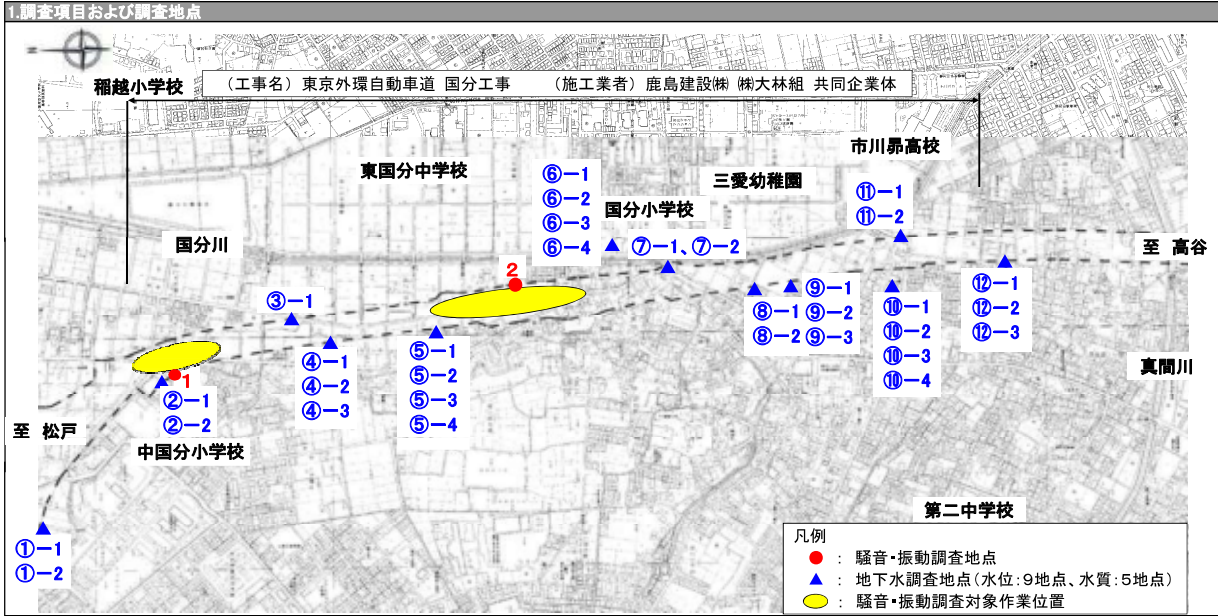 1.調査項目および調査地点
稲越小学校
(工事名) 東京外環自動車道 国分工事 (施工業者) 鹿島建設㈱ ㈱大林組 共同企業体
市川昴高校
東国分中学校
⑥-1
⑥-2
⑥-3
⑥-4
三愛幼稚園
国分小学校
⑪-1
⑪-2
国分川
⑦-1、⑦-2
至 高谷
2
③-1
⑧-1
⑧-2
⑨-1
⑨-2
⑨-3
⑩-1
⑩-2
⑩-3
⑩-4
⑫-1
⑫-2
⑫-3
④-1
④-2
④-3
⑤-1
⑤-2
⑤-3
⑤-4
真間川
1
②-1
②-2
至 松戸
中国分小学校
第二中学校
①-1
①-2
凡例
: 騒音・振動調査地点
: 地下水調査地点(水位:9地点、水質:5地点)
: 騒音・振動調査対象作業位置